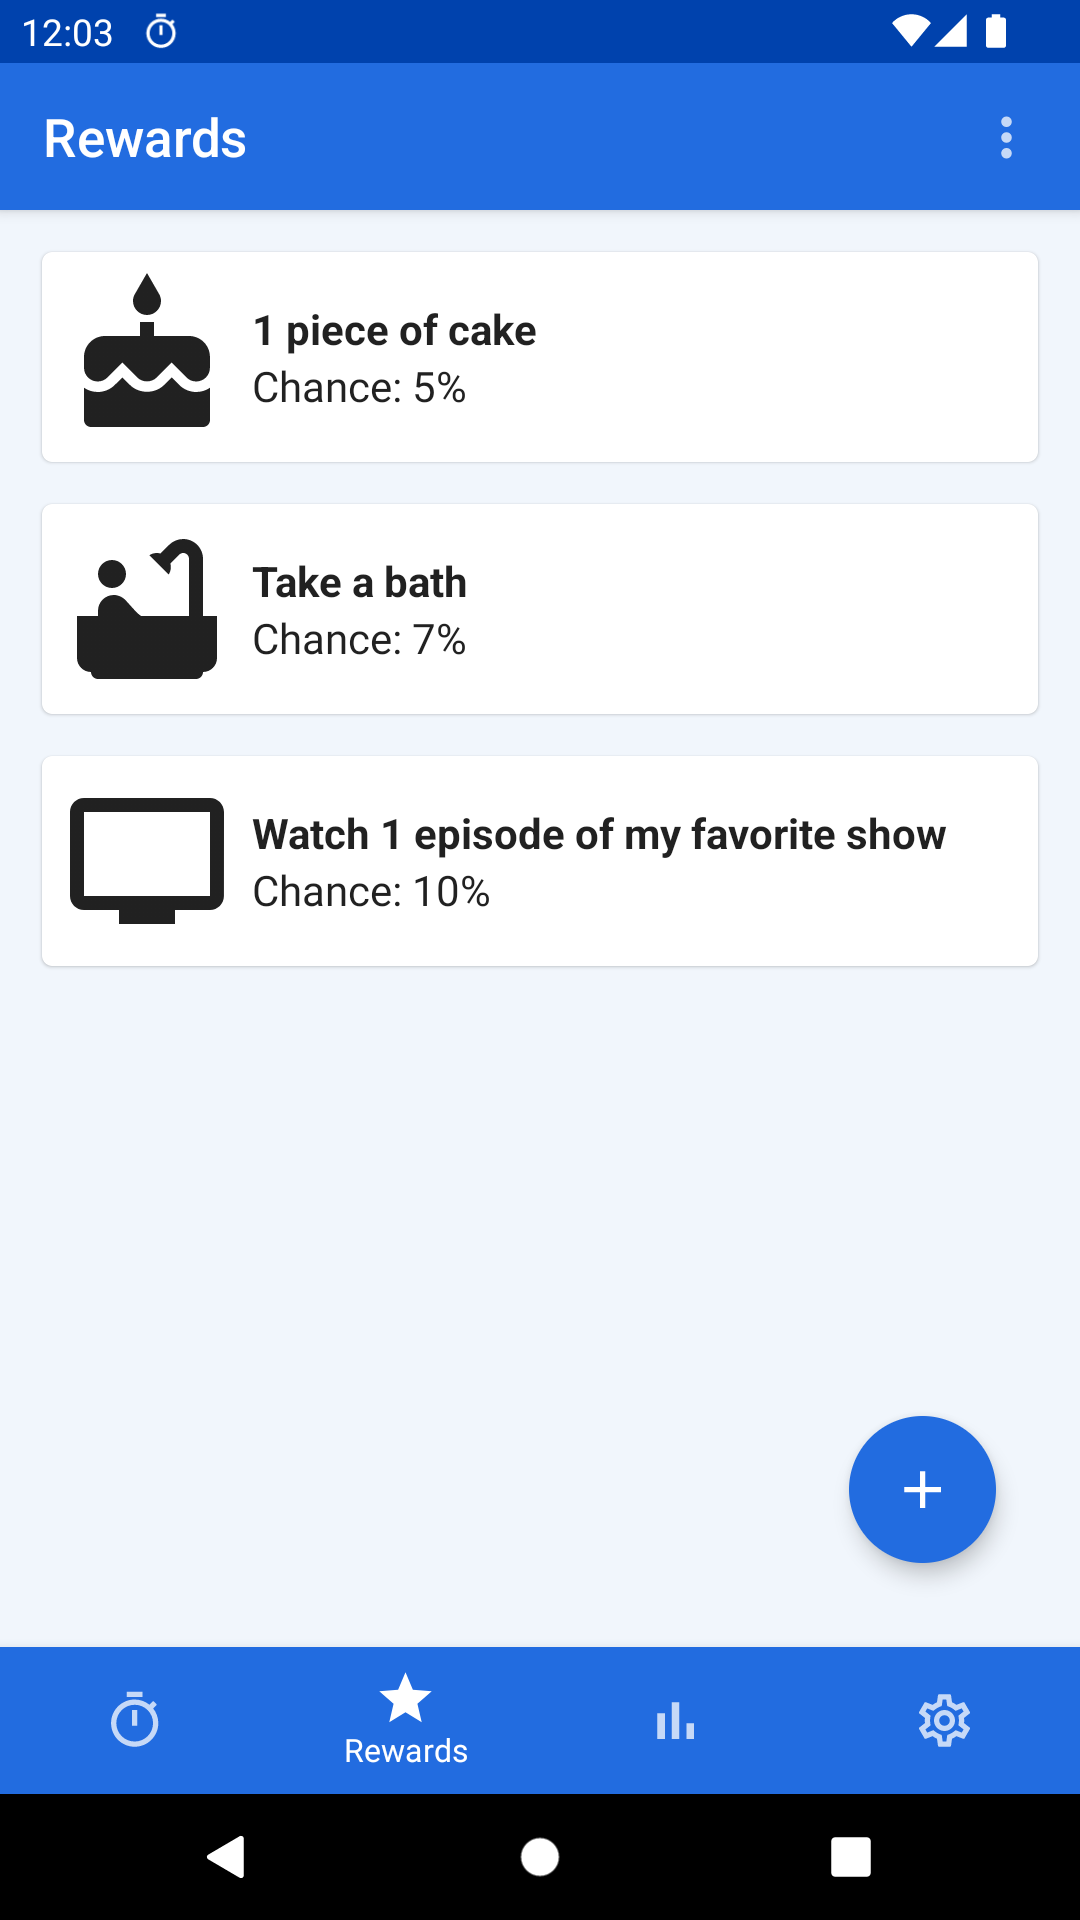 12:03
Rewards
1 piece of cake
Chance: 5%
Take a bath
Chance: 7%
Watch 1 episode of my favorite show
Chance: 10%
Rewards